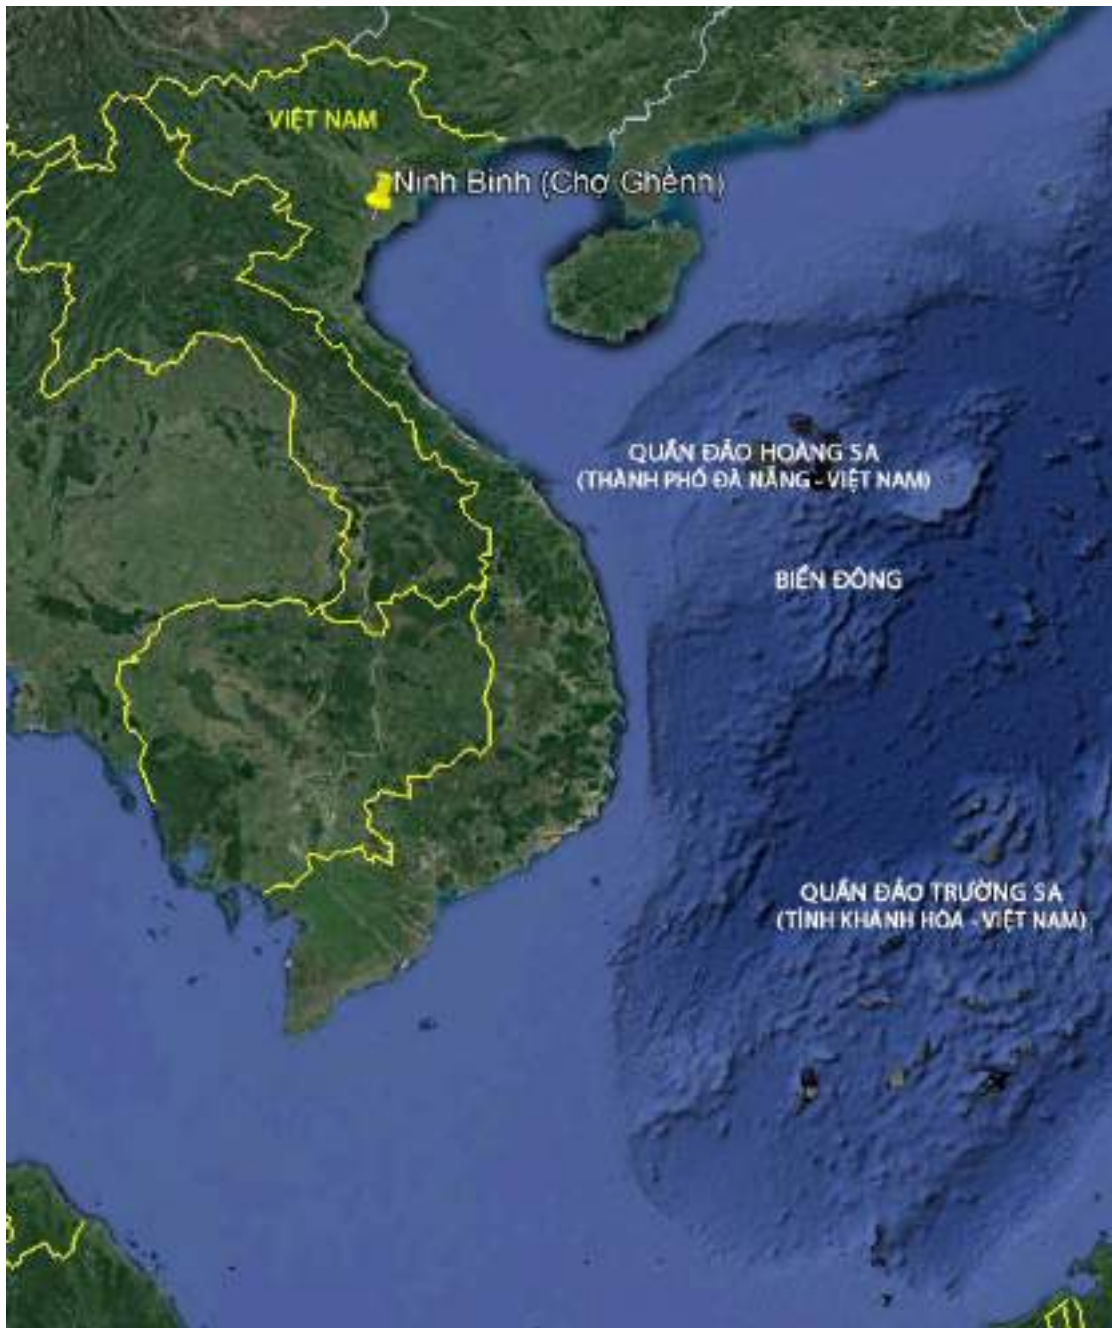 VIỆT NAM
Ninh Bình (Chợ Ghềnh)
QUẦN ĐẢO HOÀNG SA
(THÀNH PHỐ ĐÀ NẴNG - VIỆT NAM)
BIỂN ĐÔNG
QUẦN ĐẢO TRƯỜNG SA
(TỈNH KHÁNH HÒA - VIỆT NAM)